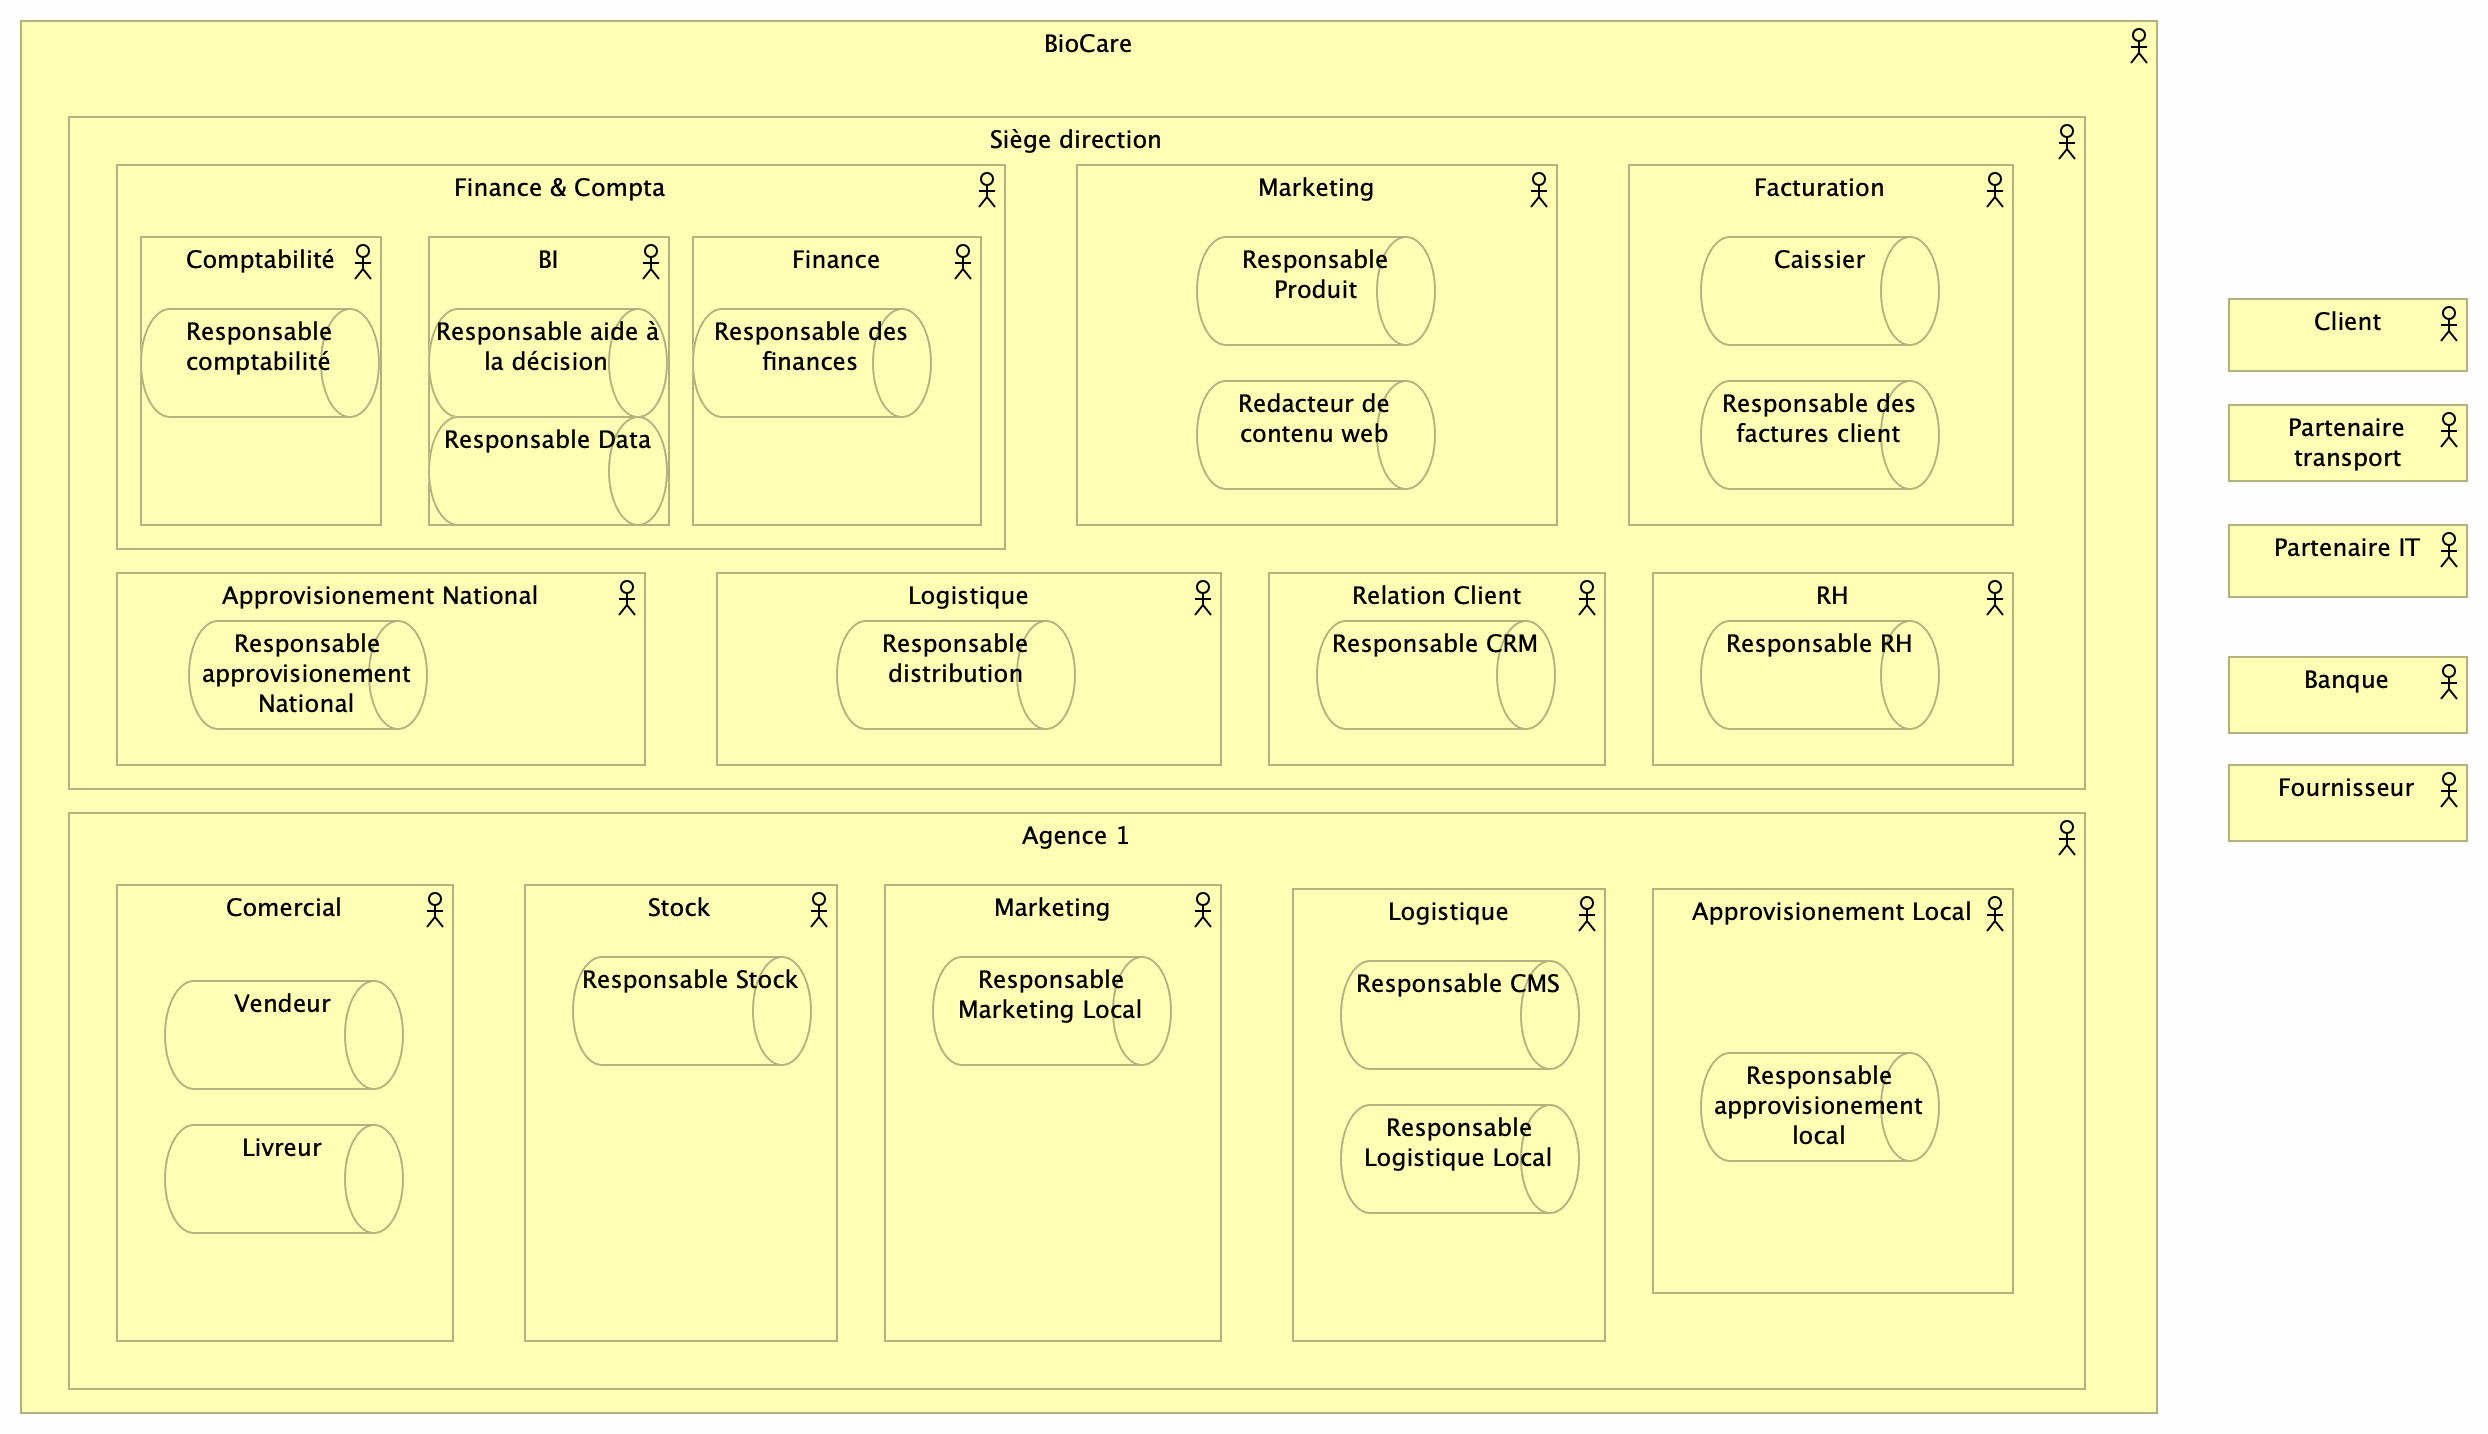 BioCare
Siège direction
Finance & Compta
Comptabilité
Responsable
comptabilité
BI
Responsable aide à
la décision
Responsable Data
Finance
Responsable des
finances
Marketing
Responsable
Produit
Redacteur de
contenu web
Facturation
Caissier
Responsable des
factures client
Approvisionement National
Responsable
approvisionement
National
Logistique
Responsable
distribution
Relation Client
Responsable CRM
RH
Responsable RH
Agence 1
Comercial
Vendeur
Livreur
Stock
Responsable Stock
Marketing
Responsable
Marketing Local
Logistique
Responsable CMS
Responsable
Logistique Local
Approvisionement Local
Responsable
approvisionement
local
Client
Partenaire
transport
Partenaire IT
Banque
Fournisseur